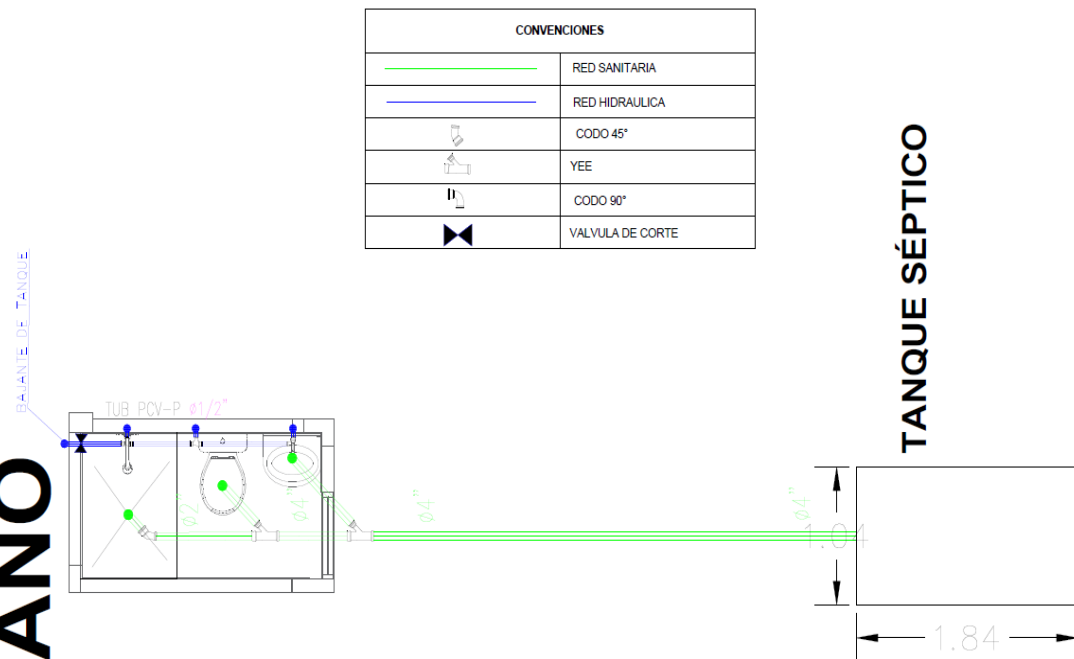 CONVENCIONES
RED SANITARIA
RED HIDRAULICA
CODO 45°
YEE
CODO 90°
VALVULA DE CORTE
TANQUE SÉPTICO
BAJANTE DE TANQUE
TUB PCV-P ø1/2"
ø2"
ø4"
ø4"
ø4"
1.04
1.84
ANO